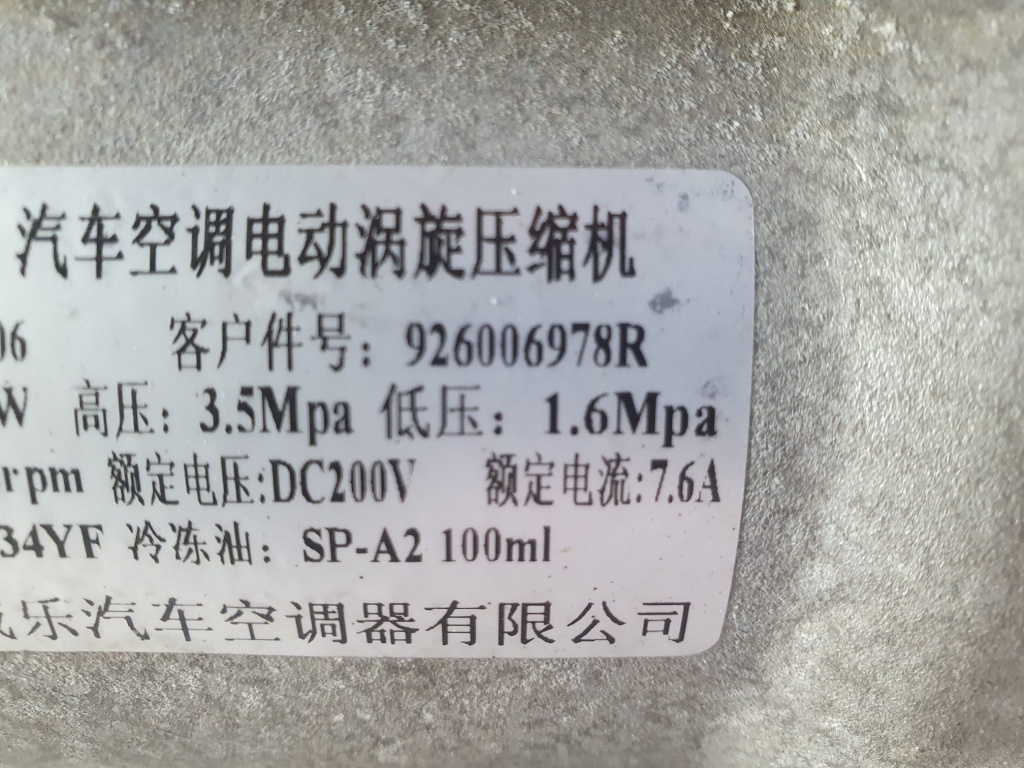 汽车空调电动涡旋压缩机
06 客户件号：926006978R
W 高压：3.5Mpa 低压：1.6Mpa
rpm 额定电压:DC200V 额定电流:7.6A
34YF 冷冻油：SP-A2 100ml
乐汽车空调器有限公司